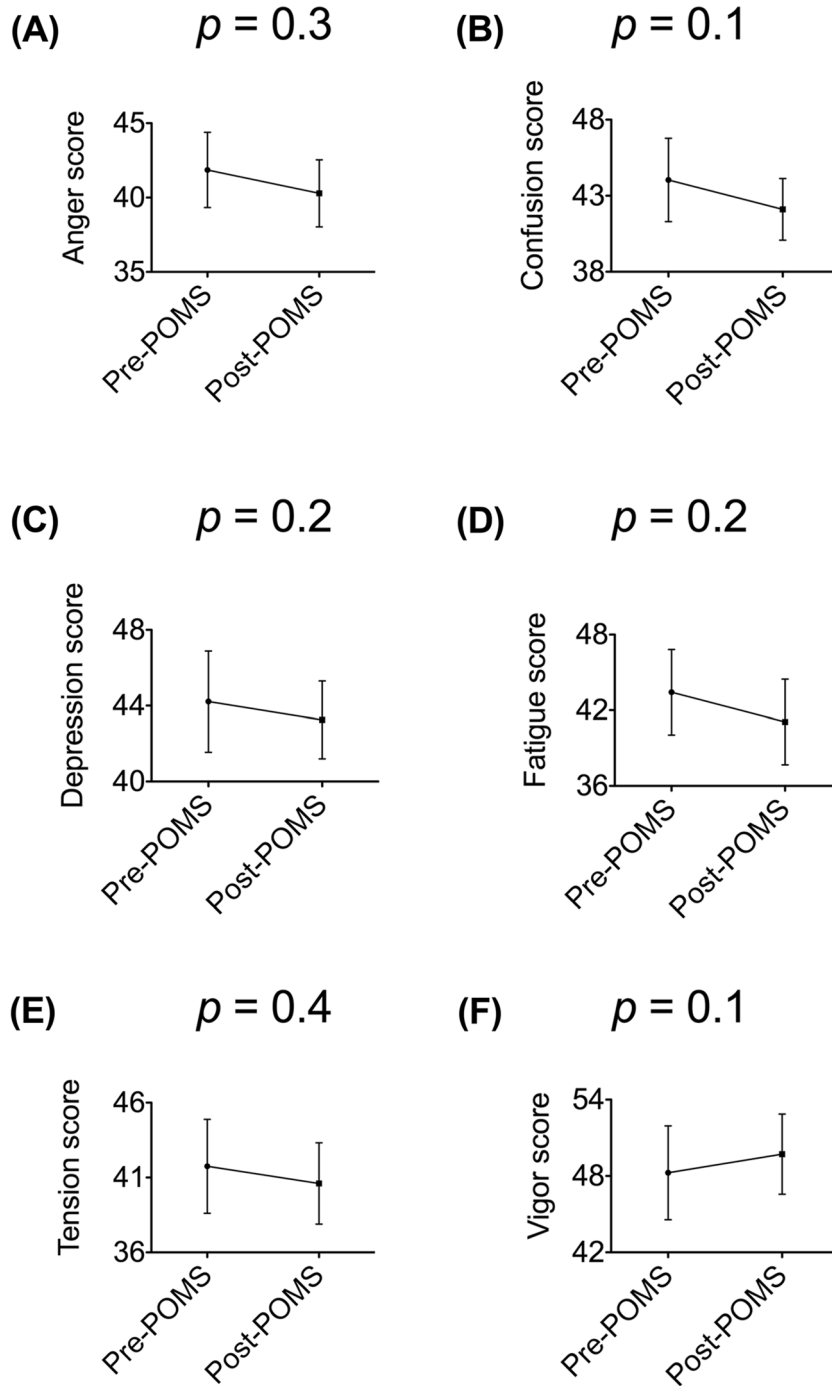 (A) p = 0.3
Anger score
45
40
35
Pre-POMS
Post-POMS
(B) p = 0.1
Confusion score
48
43
38
Pre-POMS
Post-POMS
(C) p = 0.2
Depression score
48
44
40
Pre-POMS
Post-POMS
(D) p = 0.2
Fatigue score
48
42
36
Pre-POMS
Post-POMS
(E) p = 0.4
Tension score
46
41
36
Pre-POMS
Post-POMS
(F) p = 0.1
Vigor score
54
48
42
Pre-POMS
Post-POMS